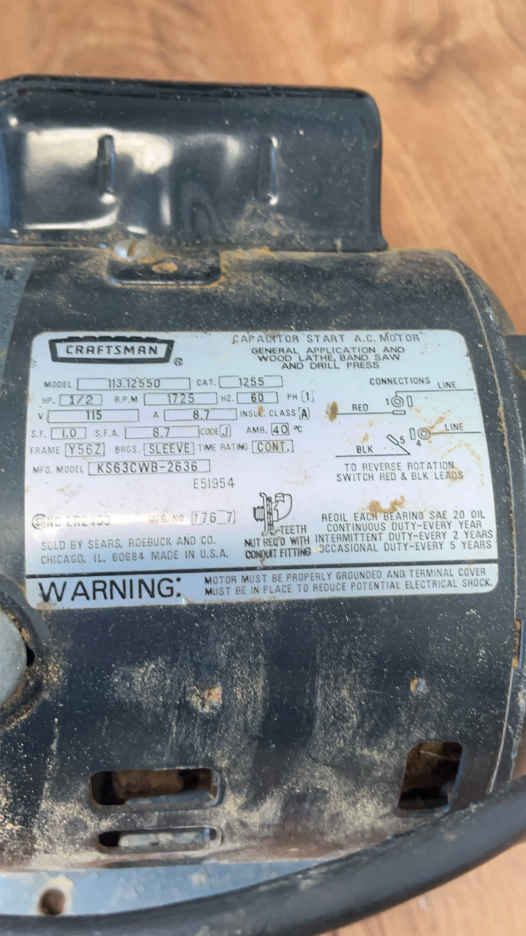 CRAFTSMAN ®
CAPACITOR START A.C. MOTOR
GENERAL APPLICATION AND
WOOD LATHE, BAND SAW
AND DRILL PRESS
MODEL 113.12550 CAT. 1255
HP. 1/2 R.P.M. 1725 HZ. 60 PH 1
V. 115 A 8.7 INSUL. CLASS A
S.F. 1.0 S.F.A. 8.7 CODE J AMB. 40 °C
FRAME Y56Z BRGS. SLEEVE TIME RATING CONT.
MFG. MODEL KS63CWB-2636
E51954
CONNECTIONS LINE
1
RED
5
4
LINE
BLK
TO REVERSE ROTATION
SWITCH RED & BLK LEADS
MFG. NO.
TEETH
NUT REQ'D WITH
CONDUIT FITTING
SOLD BY SEARS, ROEBUCK AND CO.
CHICAGO, IL. 60684 MADE IN U.S.A.
REOIL EACH BEARING SAE 20 OIL
CONTINUOUS DUTY-EVERY YEAR
INTERMITTENT DUTY-EVERY 2 YEARS
OCCASIONAL DUTY-EVERY 5 YEARS
WARNING:
MOTOR MUST BE PROPERLY GROUNDED AND TERMINAL COVER
MUST BE IN PLACE TO REDUCE POTENTIAL ELECTRICAL SHOCK.